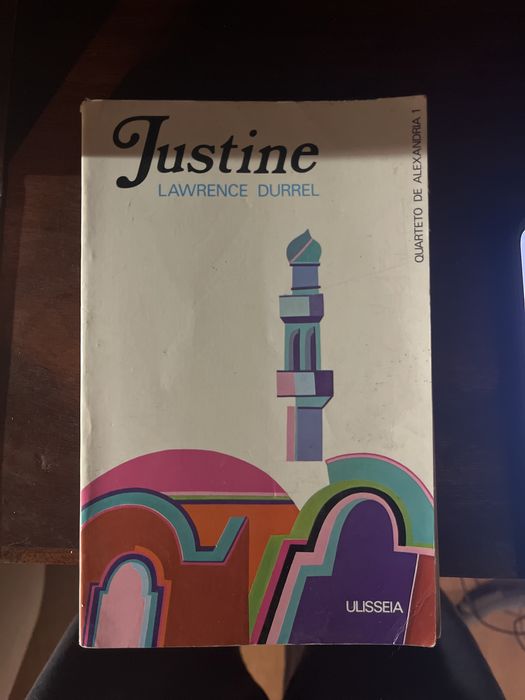 Justine
LAWRENCE DURREL
QUARTETO DE ALEXANDRIA 1
ULISSEIA